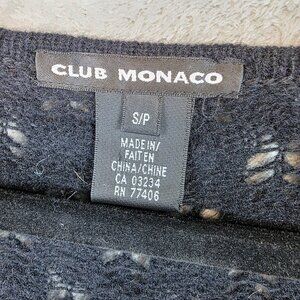 CLUB MONACO
S/P
MADE IN/
FAIT EN
CHINA/CHINE
CA 03234
RN 77406